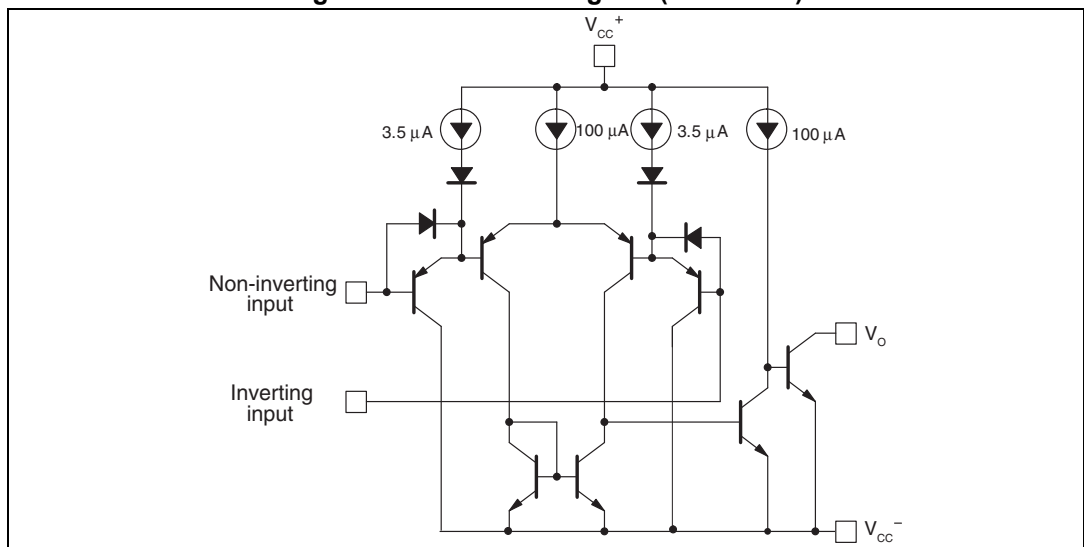 V_CC^+
3.5 µA
100 µA
3.5 µA
100 µA
Non-inverting
input
V_O
Inverting
input
V_CC^-